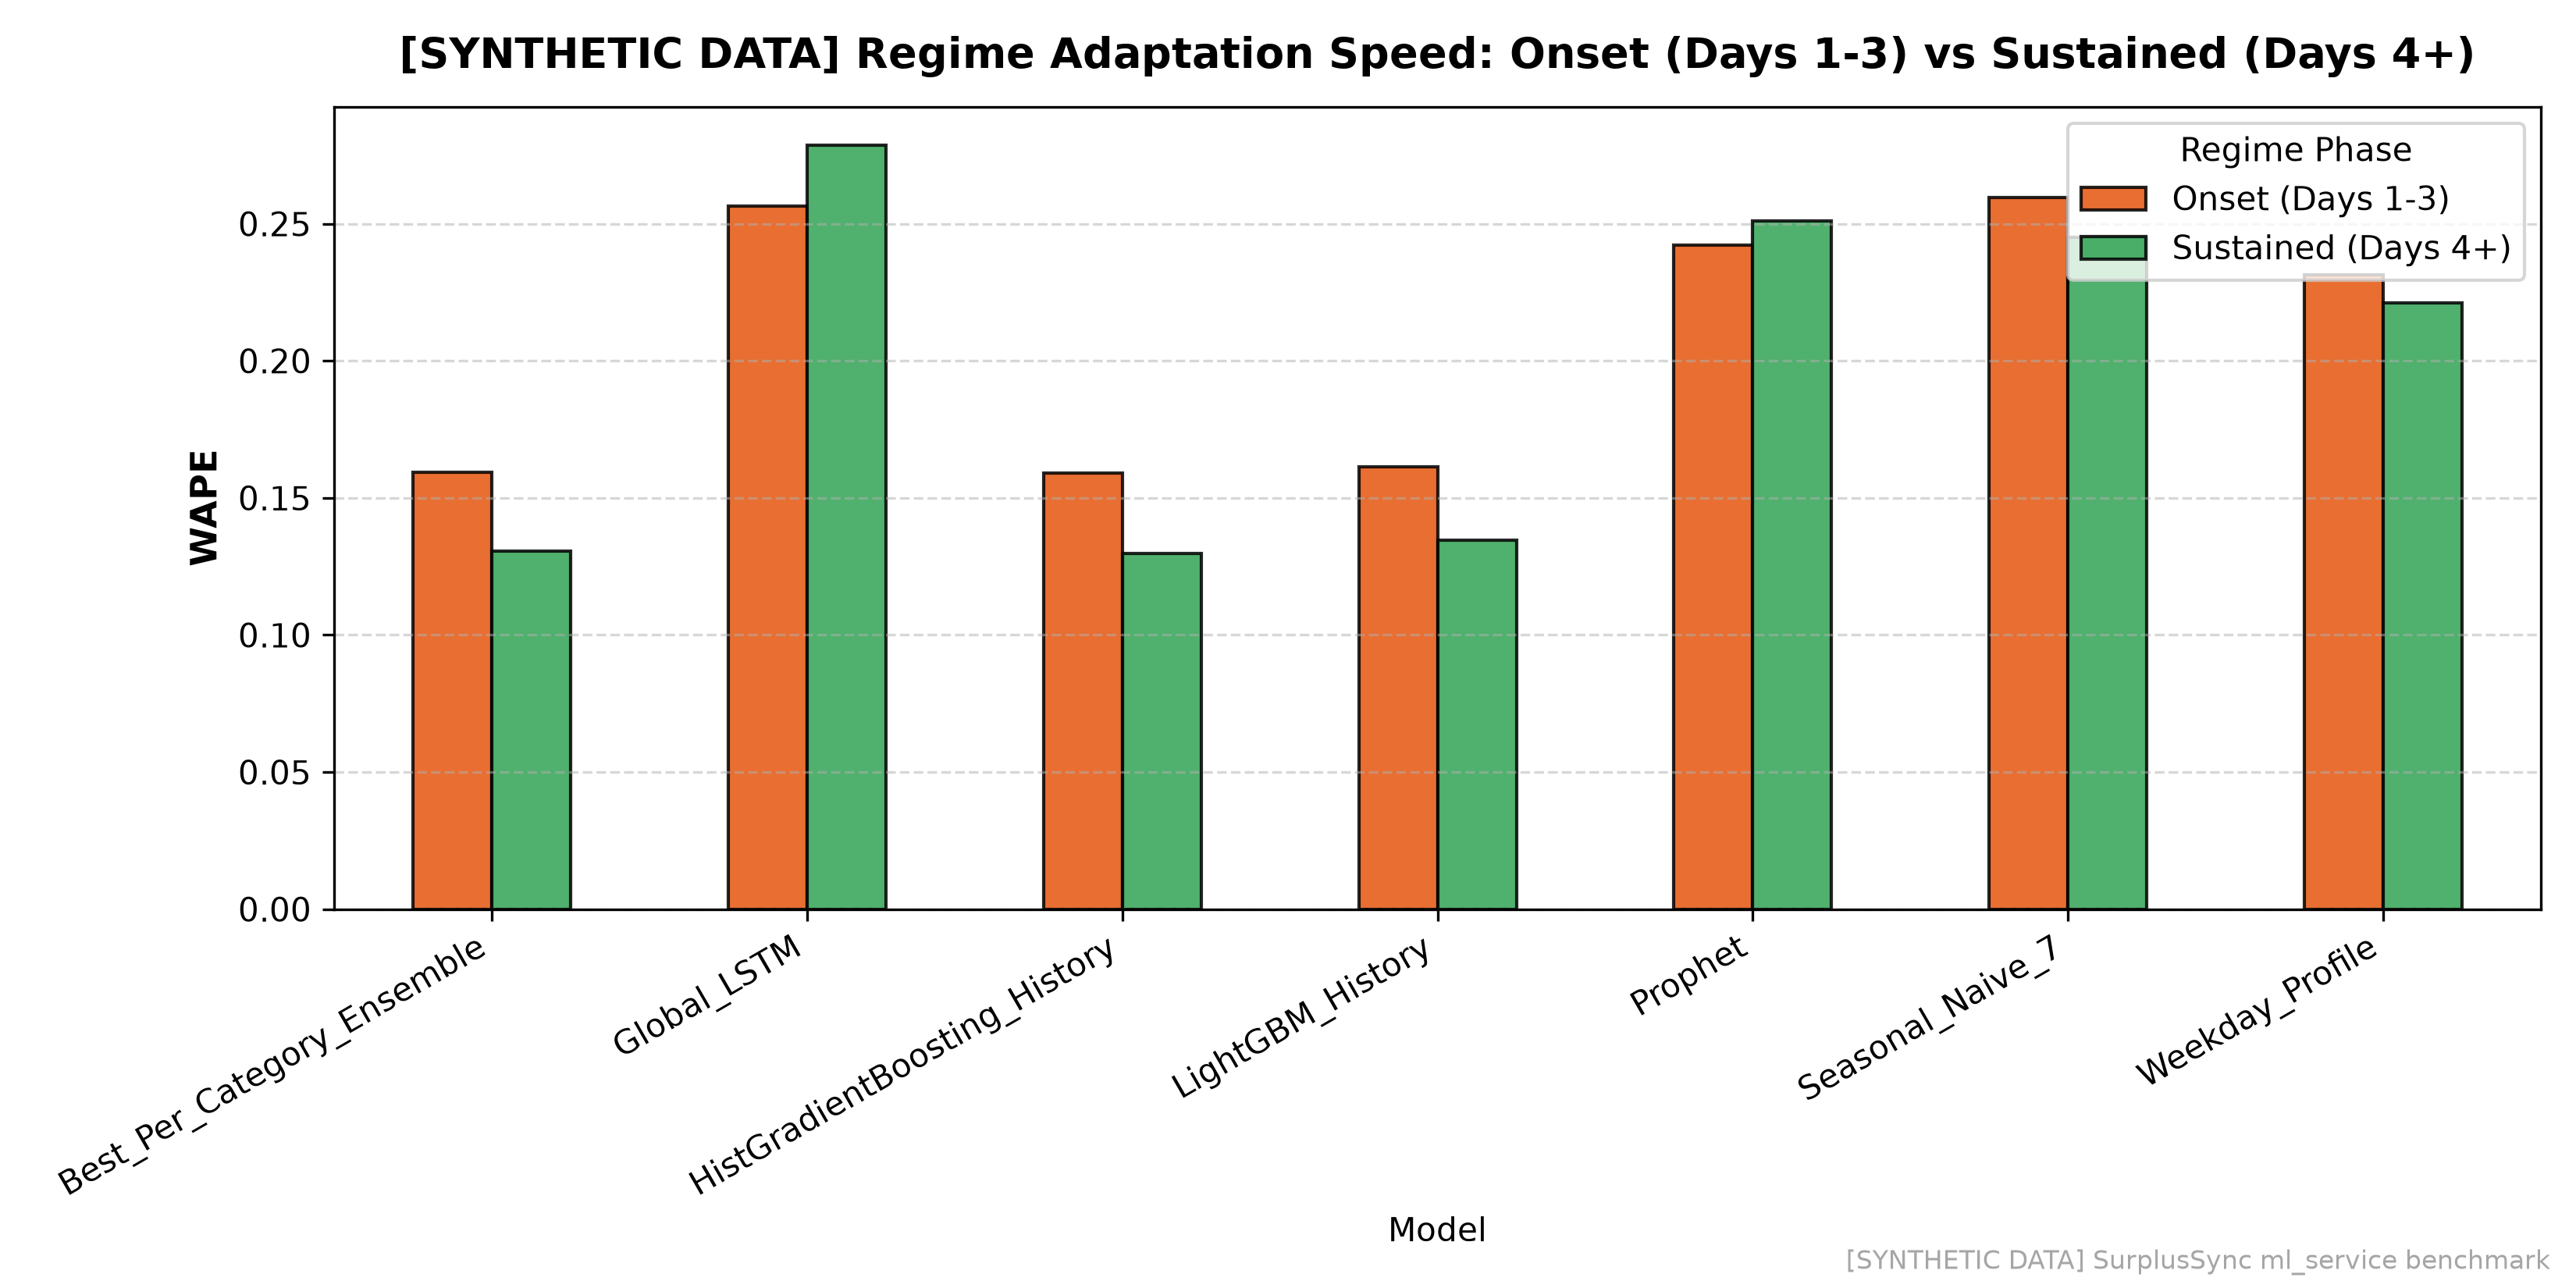 [SYNTHETIC DATA] Regime Adaptation Speed: Onset (Days 1-3) vs Sustained (Days 4+)
Regime Phase
Onset (Days 1-3)
Sustained (Days 4+)
WAPE
0.25
0.20
0.15
0.10
0.05
0.00
Best_Per_Category_Ensemble
Global_LSTM
HistGradientBoosting_History
LightGBM_History
Prophet
Seasonal_Naive_7
Weekday_Profile
Model
[SYNTHETIC DATA] SurplusSync ml_service benchmark